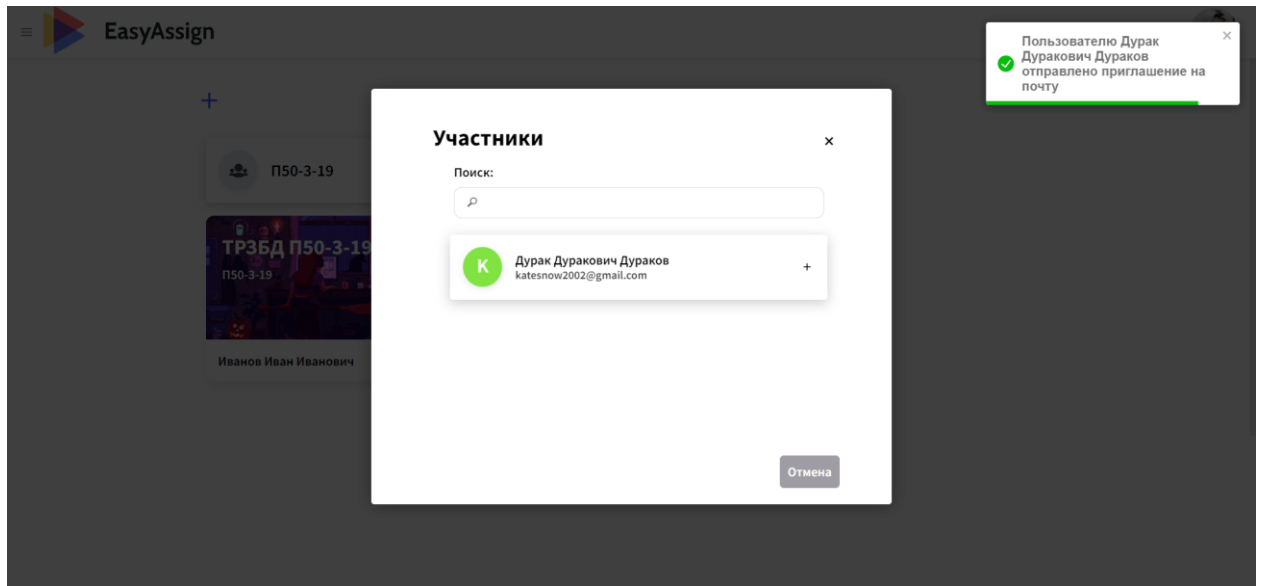 EasyAssign
Пользователю Дурак
Дуракович Дураков
отправлено приглашение на
почту
Участники
Поиск:
П50-3-19
ТРЗБД П50-3-19
П50-3-19
К
Дурак Дуракович Дураков
katesnow2002@gmail.com
Иванов Иван Иванович
Отмена